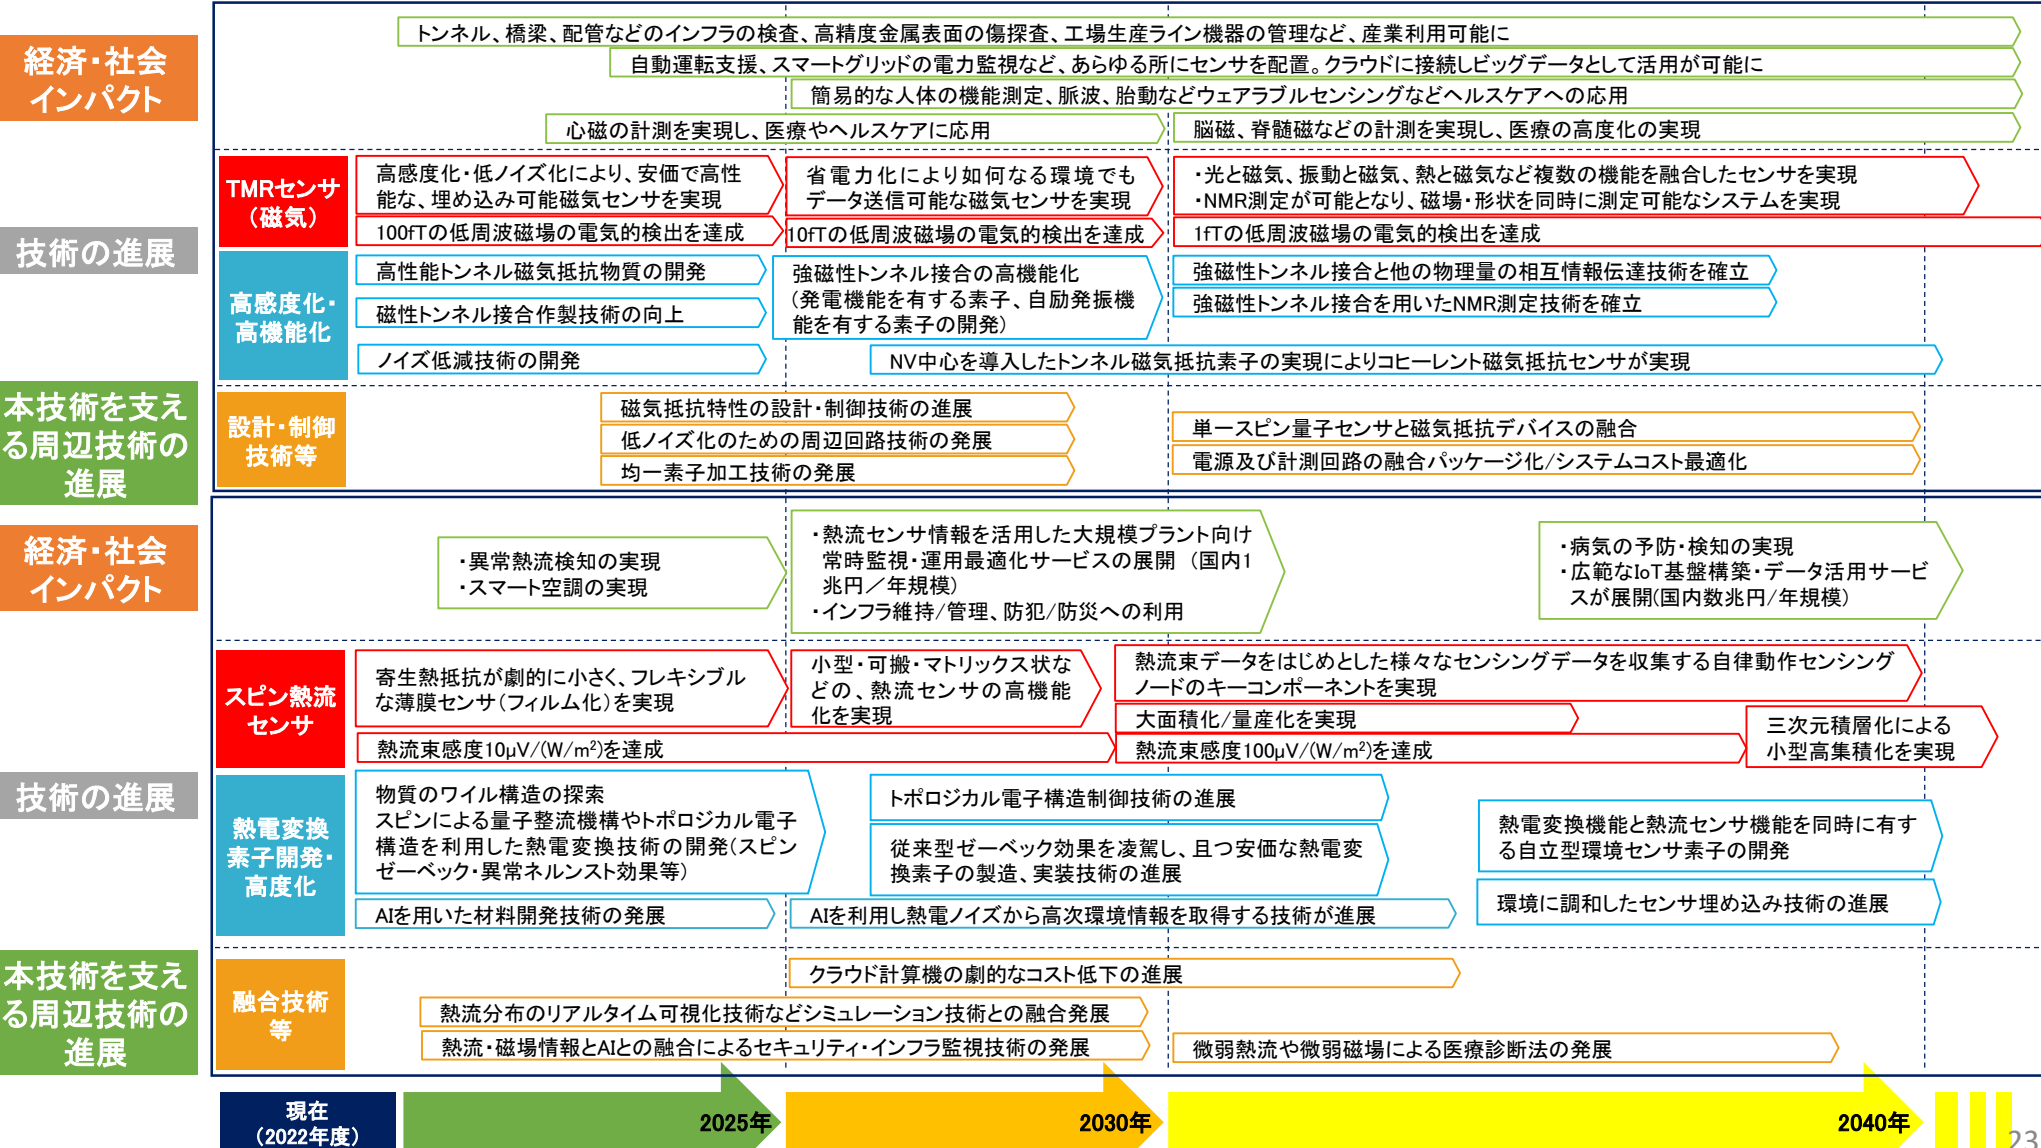 経済・社会
インパクト
トンネル、橋梁、配管などのインフラの検査、高精度金属表面の傷探査、工場生産ライン機器の管理など、産業利用可能に
自動運転支援、スマートグリッドの電力監視など、あらゆる所にセンサを配置。クラウドに接続しビッグデータとして活用が可能に
簡易的な人体の機能測定、脈波、胎動などウェアラブルセンシングなどヘルスケアへの応用
心磁の計測を実現し、医療やヘルスケアに応用
脳磁、脊髄磁などの計測を実現し、医療の高度化の実現
技術の進展
TMRセンサ
(磁気)
高感度化・低ノイズ化により、安価で高性
能な、埋め込み可能磁気センサを実現
省電力化により如何なる環境でも
データ送信可能な磁気センサを実現
・光と磁気、振動と磁気、熱と磁気など複数の機能を融合したセンサを実現
・NMR測定が可能となり、磁場・形状を同時に測定可能なシステムを実現
100fTの低周波磁場の電気的検出を達成
10fTの低周波磁場の電気的検出を達成
1fTの低周波磁場の電気的検出を達成
高感度化・
高機能化
高性能トンネル磁気抵抗物質の開発
磁性トンネル接合作製技術の向上
ノイズ低減技術の開発
強磁性トンネル接合の高機能化
(発電機能を有する素子、自励発振機
能を有する素子の開発)
強磁性トンネル接合と他の物理量の相互情報伝達技術を確立
強磁性トンネル接合を用いたNMR測定技術を確立
NV中心を導入したトンネル磁気抵抗素子の実現によりコヒーレント磁気抵抗センサが実現
本技術を支え
る周辺技術の
進展
設計・制御
技術等
磁気抵抗特性の設計・制御技術の進展
低ノイズ化のための周辺回路技術の発展
均一素子加工技術の発展
単一スピン量子センサと磁気抵抗デバイスの融合
電源及び計測回路の融合パッケージ化/システムコスト最適化
経済・社会
インパクト
・異常熱流検知の実現
・スマート空調の実現
・熱流センサ情報を活用した大規模プラント向け
常時監視・運用最適化サービスの展開 (国内1
兆円/年規模)
・インフラ維持/管理、防犯/防災への利用
・病気の予防・検知の実現
・広範なIoT基盤構築・データ活用サービ
スが展開(国内数兆円/年規模)
技術の進展
スピン熱流
センサ
寄生熱抵抗が劇的に小さく、フレキシブル
な薄膜センサ(フィルム化)を実現
小型・可搬・マトリックス状な
どの、熱流センサの高機能
化を実現
熱流束データをはじめとした様々なセンシングデータを収集する自律動作センシング
ノードのキーコンポーネントを実現
大面積化/量産化を実現
熱流束感度10μV/(W/m²)を達成
熱流束感度100μV/(W/m²)を達成
三次元積層化による
小型高集積化を実現
熱電変換
素子開発・
高度化
物質のワイル構造の探索
スピンによる量子整流機構やトポロジカル電子
構造を利用した熱電変換技術の開発(スピン
ゼーベック・異常ネルンスト効果等)
AIを用いた材料開発技術の発展
トポロジカル電子構造制御技術の進展
従来型ゼーベック効果を凌駕し、且つ安価な熱電変
換素子の製造、実装技術の進展
AIを利用し熱電ノイズから高次環境情報を取得する技術が進展
熱電変換機能と熱流センサ機能を同時に有す
る自立型環境センサ素子の開発
環境に調和したセンサ埋め込み技術の進展
本技術を支え
る周辺技術の
進展
融合技術
等
クラウド計算機の劇的なコスト低下の進展
熱流分布のリアルタイム可視化技術などシミュレーション技術との融合発展
熱流・磁場情報とAIとの融合によるセキュリティ・インフラ監視技術の発展
微弱熱流や微弱磁場による医療診断法の発展
現在
(2022年度)
2025年
2030年
2040年
23